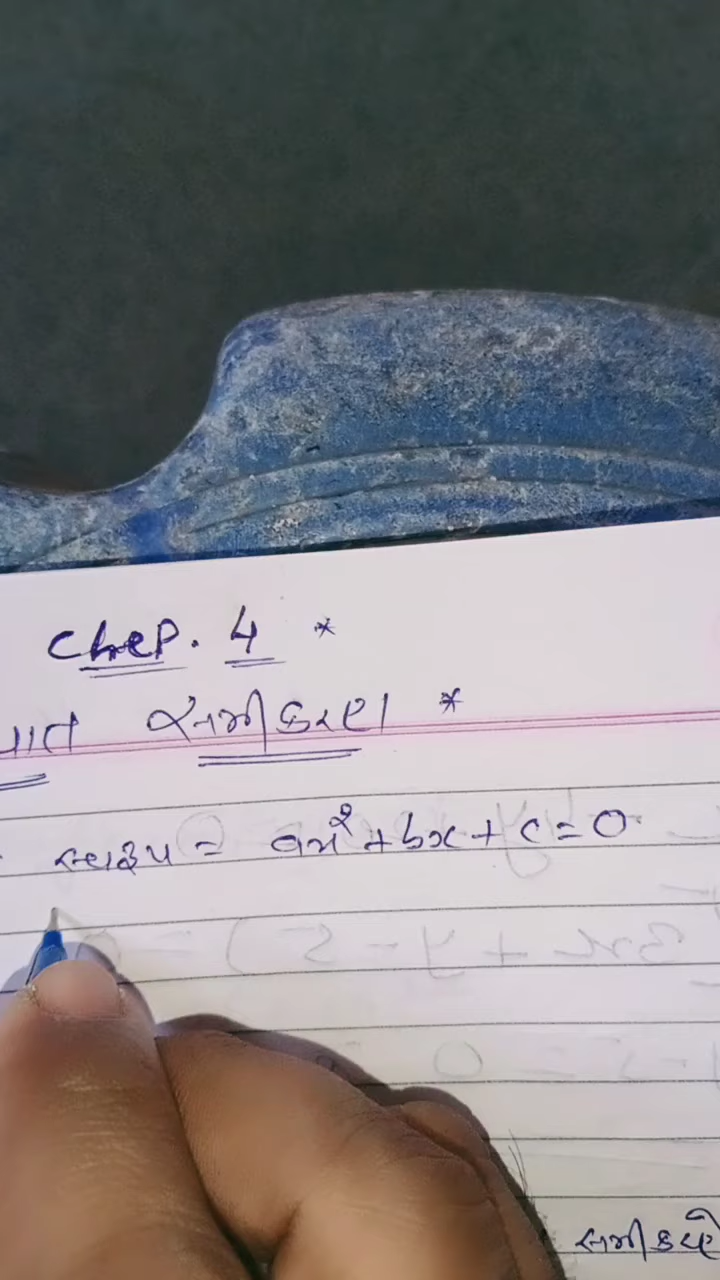 Chep. 4 *
ઘાત સમીકરણ *
સ્વરૂપ = ax² + bx + c = 0
સમીકરણ